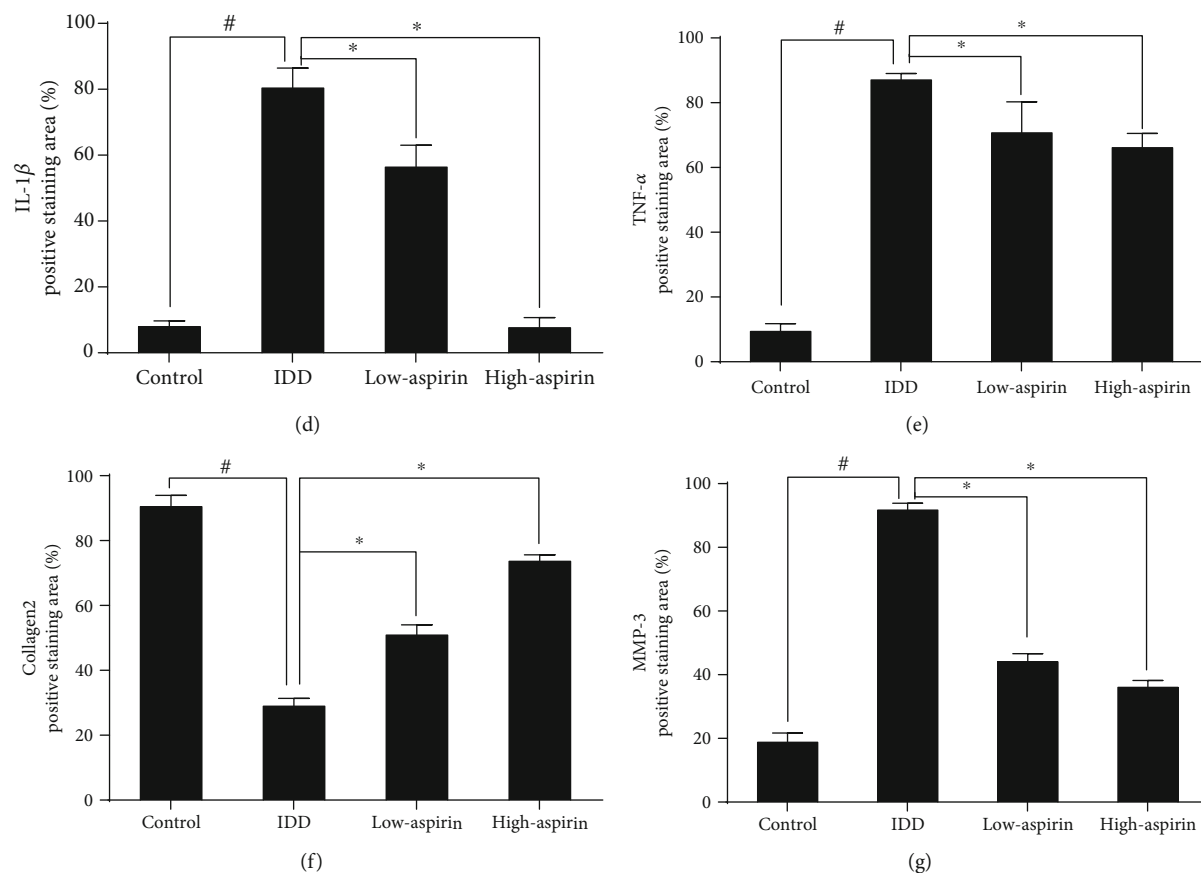 IL-1β
positive staining area (%)
100
80
60
40
20
0
#
*
*
Control
IDD
Low-aspirin
High-aspirin
(d)
TNF-α
positive staining area (%)
100
80
60
40
20
0
#
*
*
Control
IDD
Low-aspirin
High-aspirin
(e)
Collagen2
positive staining area (%)
100
80
60
40
20
0
#
*
*
Control
IDD
Low-aspirin
High-aspirin
(f)
MMP-3
positive staining area (%)
100
80
60
40
20
0
#
*
*
Control
IDD
Low-aspirin
High-aspirin
(g)